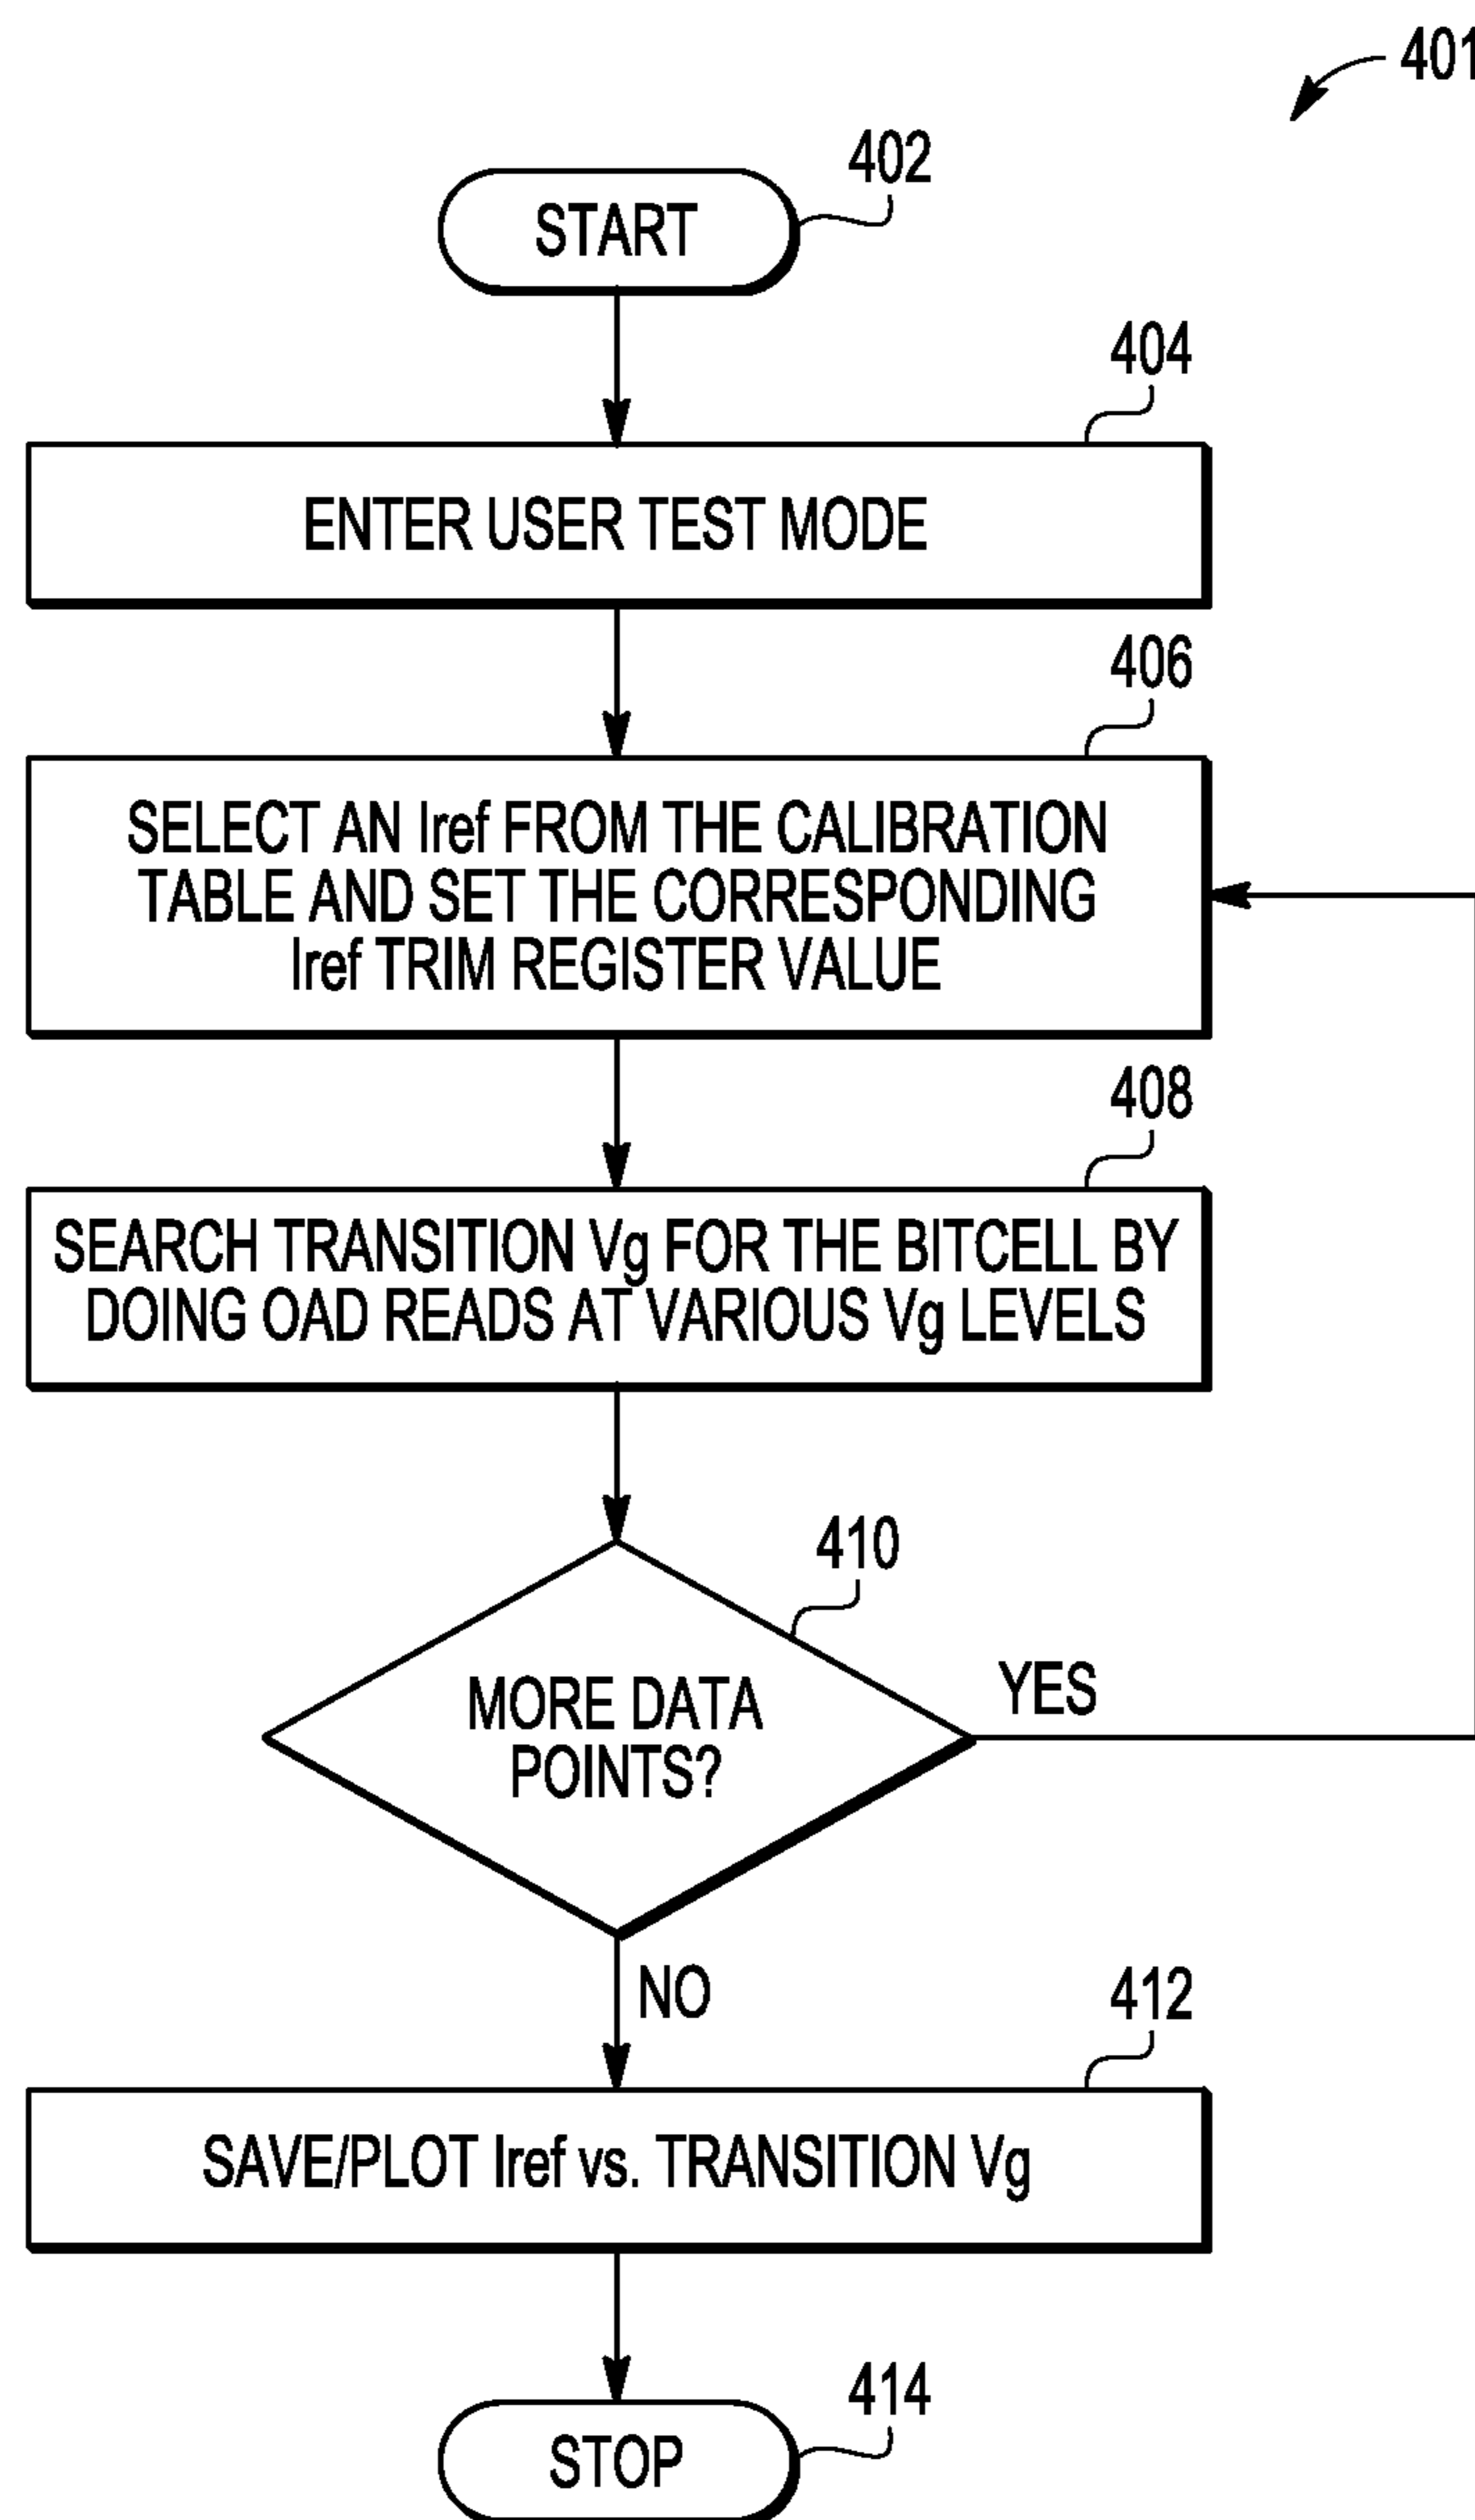 401
402
START
404
ENTER USER TEST MODE
406
SELECT AN Iref FROM THE CALIBRATION
TABLE AND SET THE CORRESPONDING
Iref TRIM REGISTER VALUE
408
SEARCH TRANSITION Vg FOR THE BITCELL BY
DOING OAD READS AT VARIOUS Vg LEVELS
410
MORE DATA
POINTS?
YES
NO
412
SAVE/PLOT Iref vs. TRANSITION Vg
414
STOP